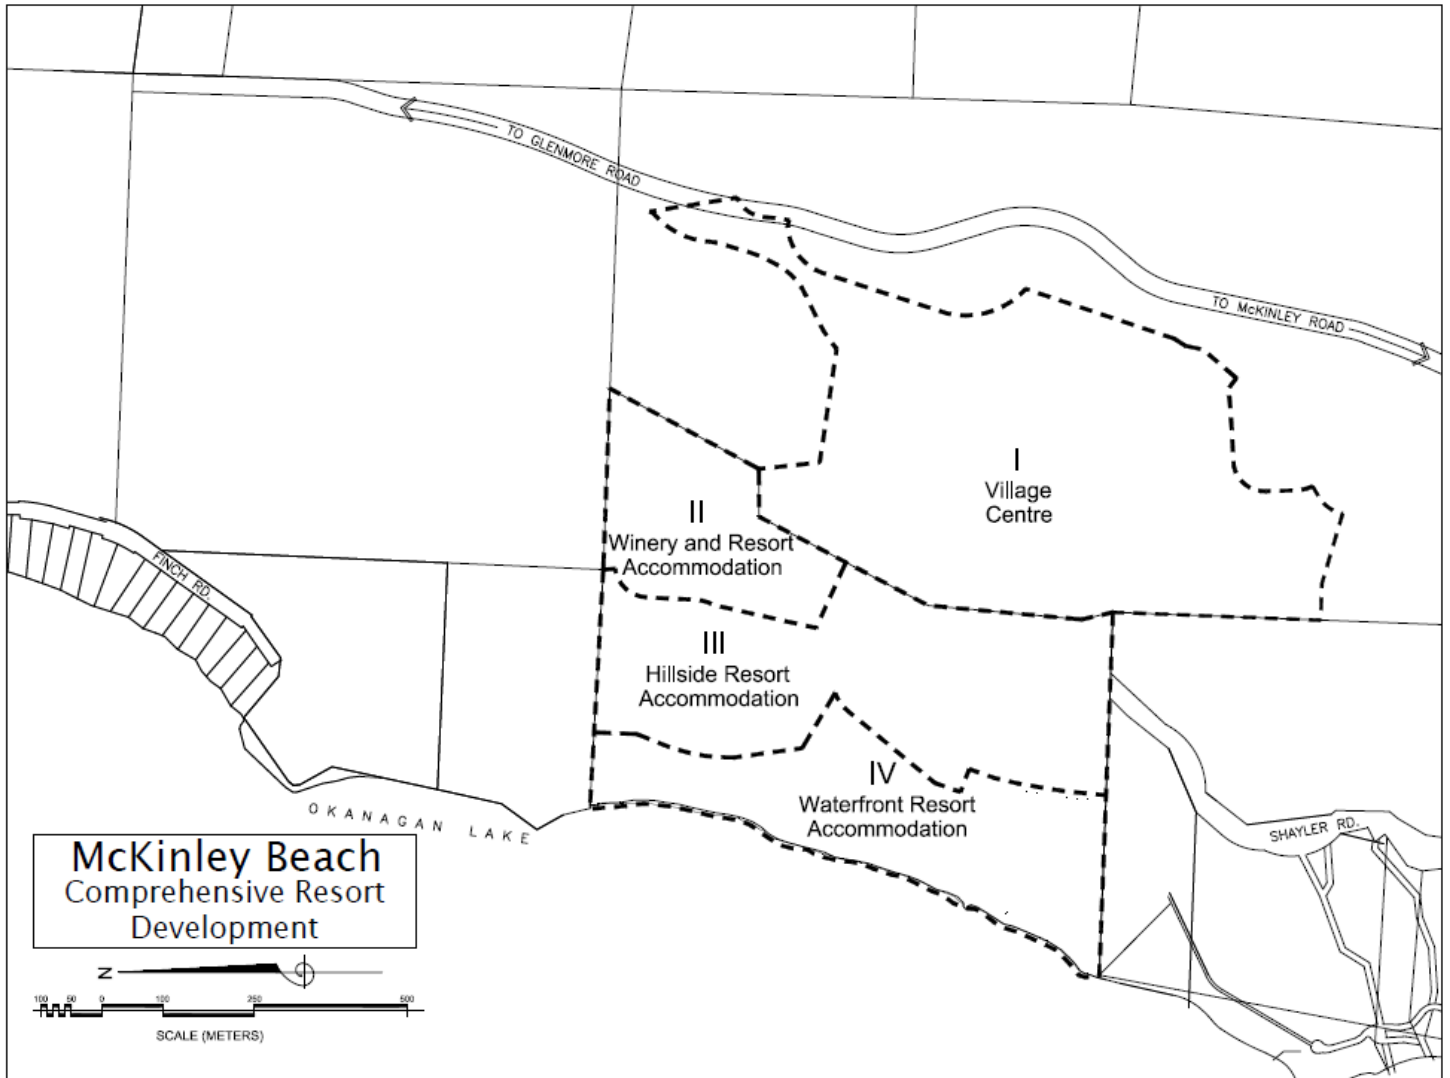 TO GLENMORE ROAD
TO McKINLEY ROAD
I
Village
Centre
II
Winery and Resort
Accommodation
FINCH RD.
III
Hillside Resort
Accommodation
IV
Waterfront Resort
Accommodation
OKANAGAN LAKE
SHAYLER RD.
McKinley Beach
Comprehensive Resort
Development
N
100 50 0 100 250 500
SCALE (METERS)